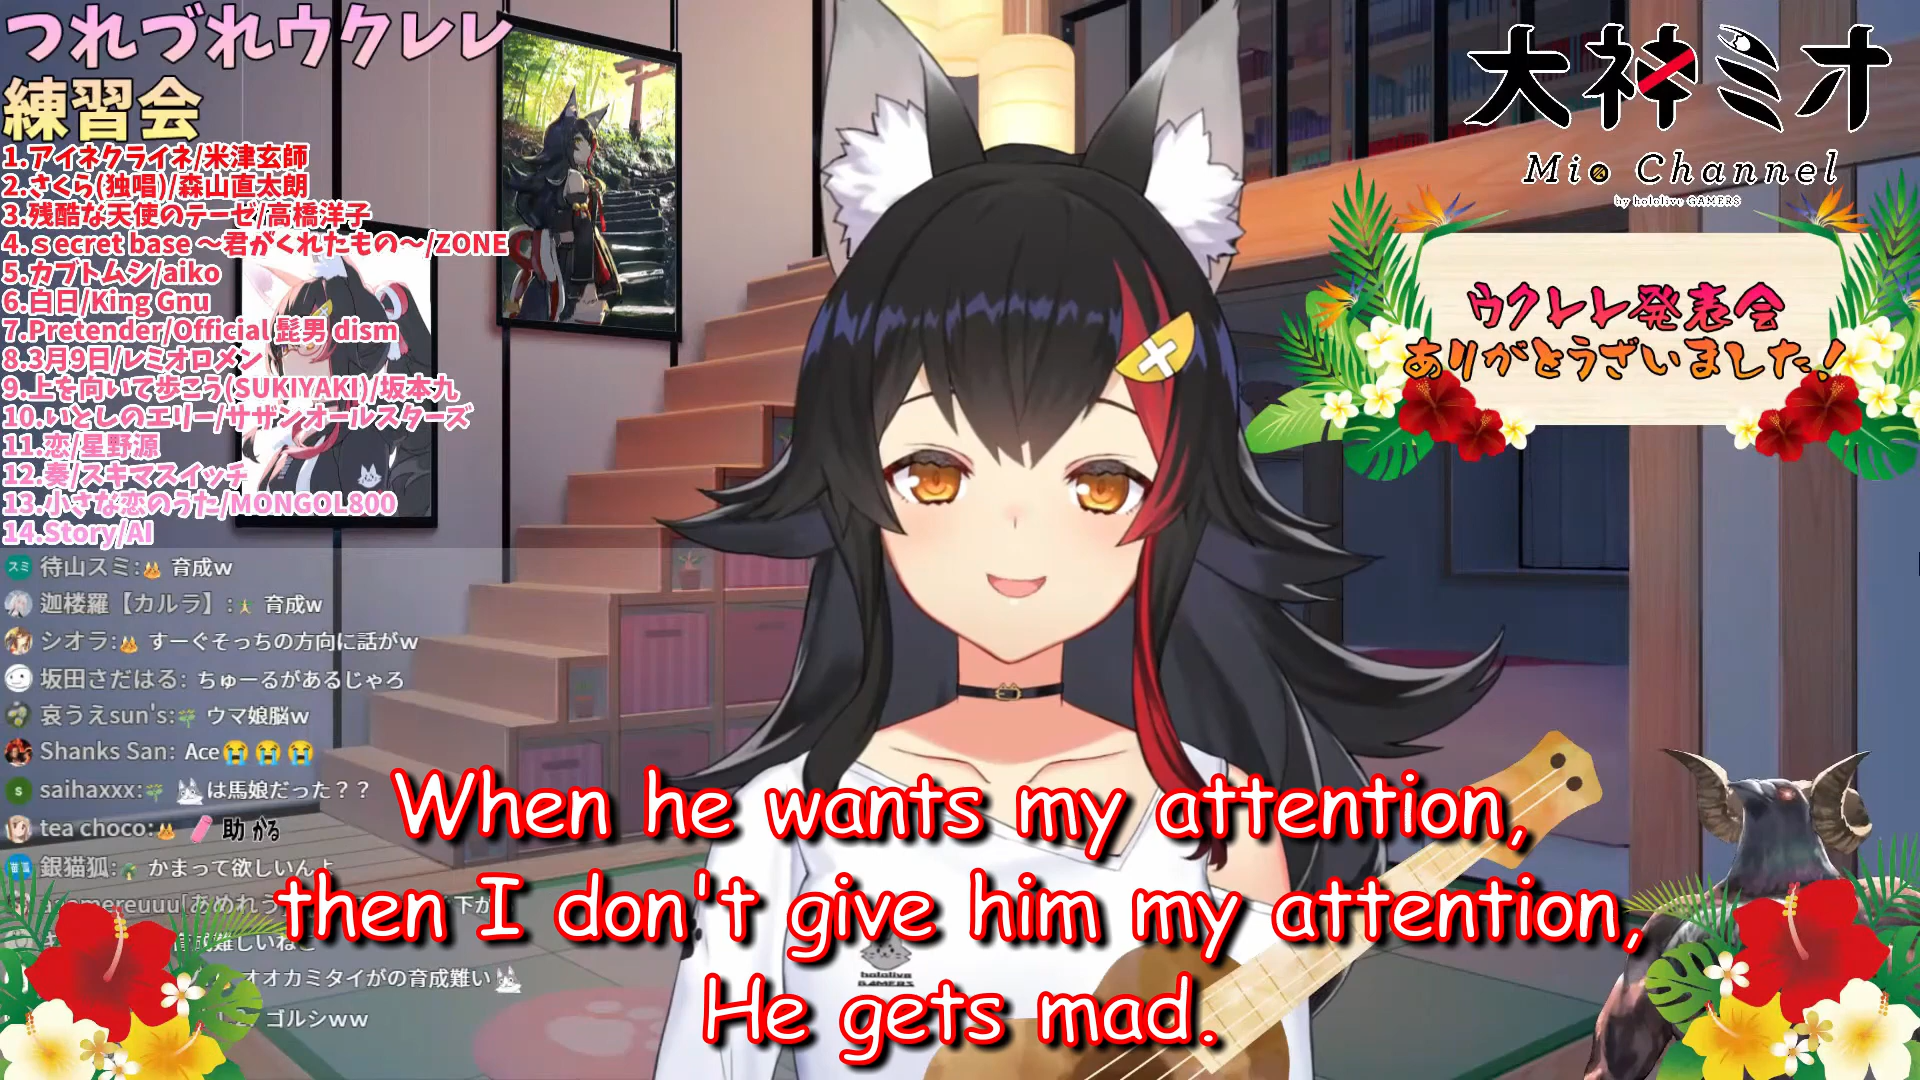 つれづれウクレレ
練習会
1.アイネクライネ/米津玄師
2.さくら(独唱)/森山直太朗
3.残酷な天使のテーゼ/高橋洋子
4.ｓecret base ～君がくれたもの～/ZONE
5.カブトムシ/aiko
6.白日/King Gnu
7.Pretender/Official 髭男 dism
8.3月9日/レミオロメン
9.上を向いて歩こう(SUKIYAKI)/坂本九
10.いとしのエリー/サザンオールスターズ
11.恋/星野源
12.奏/スキマスイッチ
13.小さな恋のうた/MONGOL800
14.Story/AI
大神ミオ
Mio Channel
by hololive GAMERS
ウクレレ発表会
ありがとうございました！
スミ 待山スミ: 育成w
迦楼羅【カルラ】: 育成w
シオラ: すーぐそっちの方向に話がw
坂田さだはる: ちゅーるがあるじゃろ
哀うえsun's: ウマ娘脳w
Shanks San: Ace😭😭😭
s saihaxxx: は馬娘だった？？
tea choco: 助かる
銀猫狐: かまって欲しいんよ
オオカミタイがの育成難い
ゴルシww
When he wants my attention,
then I don't give him my attention,
He gets mad.
hololive
GAMERS